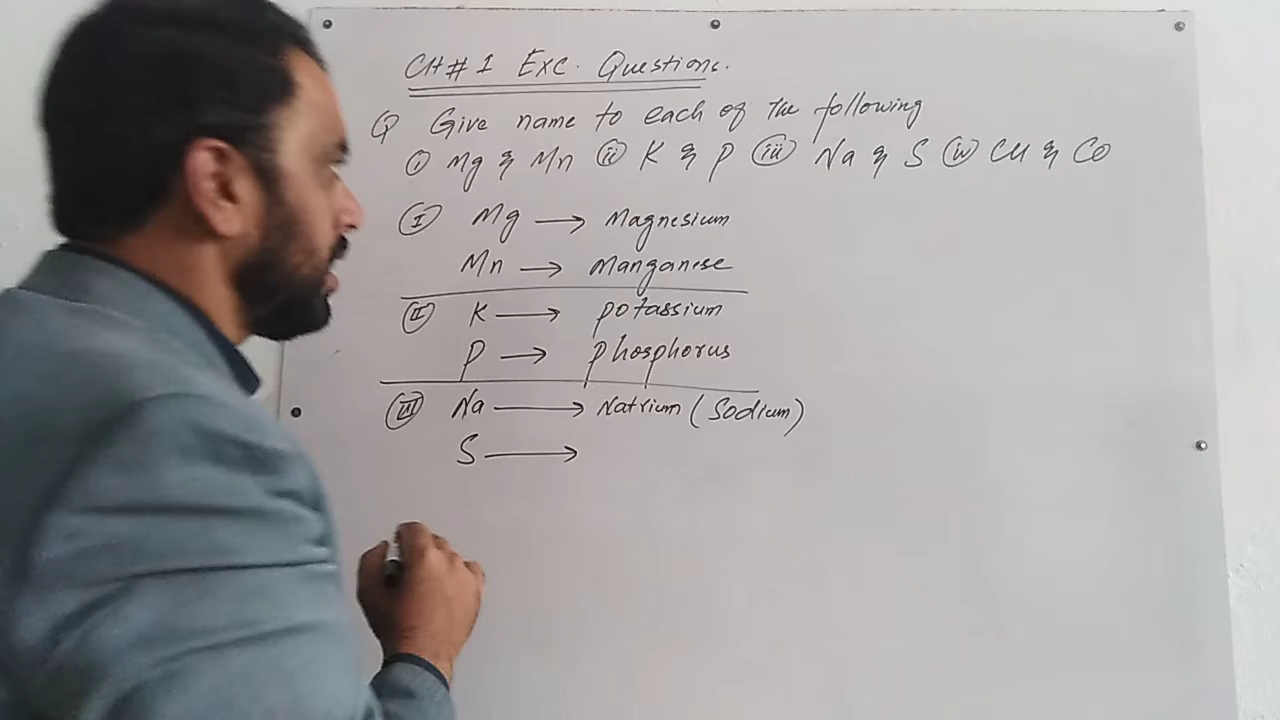 CH # 1 Exc. Questions.
Q Give name to each of the following
(i) Mg & Mn (ii) K & P (iii) Na & S (iv) Cu & Co
(I) Mg → Magnesium
Mn → Manganese
(II) K → potassium
P → phosphorus
(III) Na → Natrium (Sodium)
S →